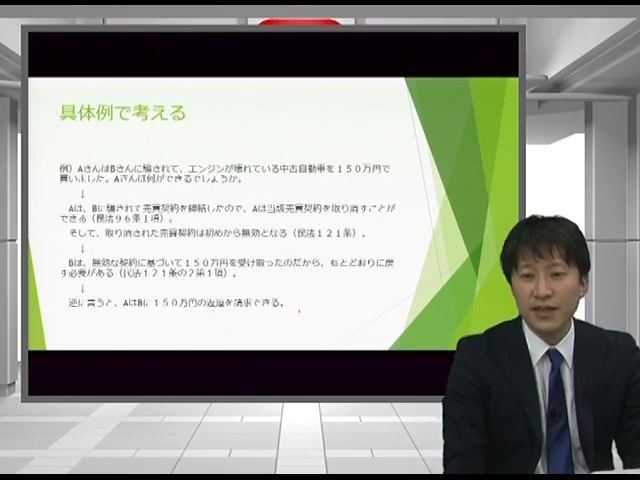 具体例で考える
例）AさんはBさんに騙されて、エンジンが壊れている中古自動車を１５０万円で
買いました。Aさんは何ができるでしょうか。
↓
Aは、Bに騙されて売買契約を締結したので、Aは当該売買契約を取り消すことが
できる（民法９６条１項）。
そして、取り消された売買契約は初めから無効となる（民法１２１条）。
↓
Bは、無効な契約に基づいて１５０万円を受け取ったのだから、もとどおりに戻
す必要がある（民法１２１条の２第１項）。
↓
逆に言うと、AはBに１５０万円の返還を請求できる。